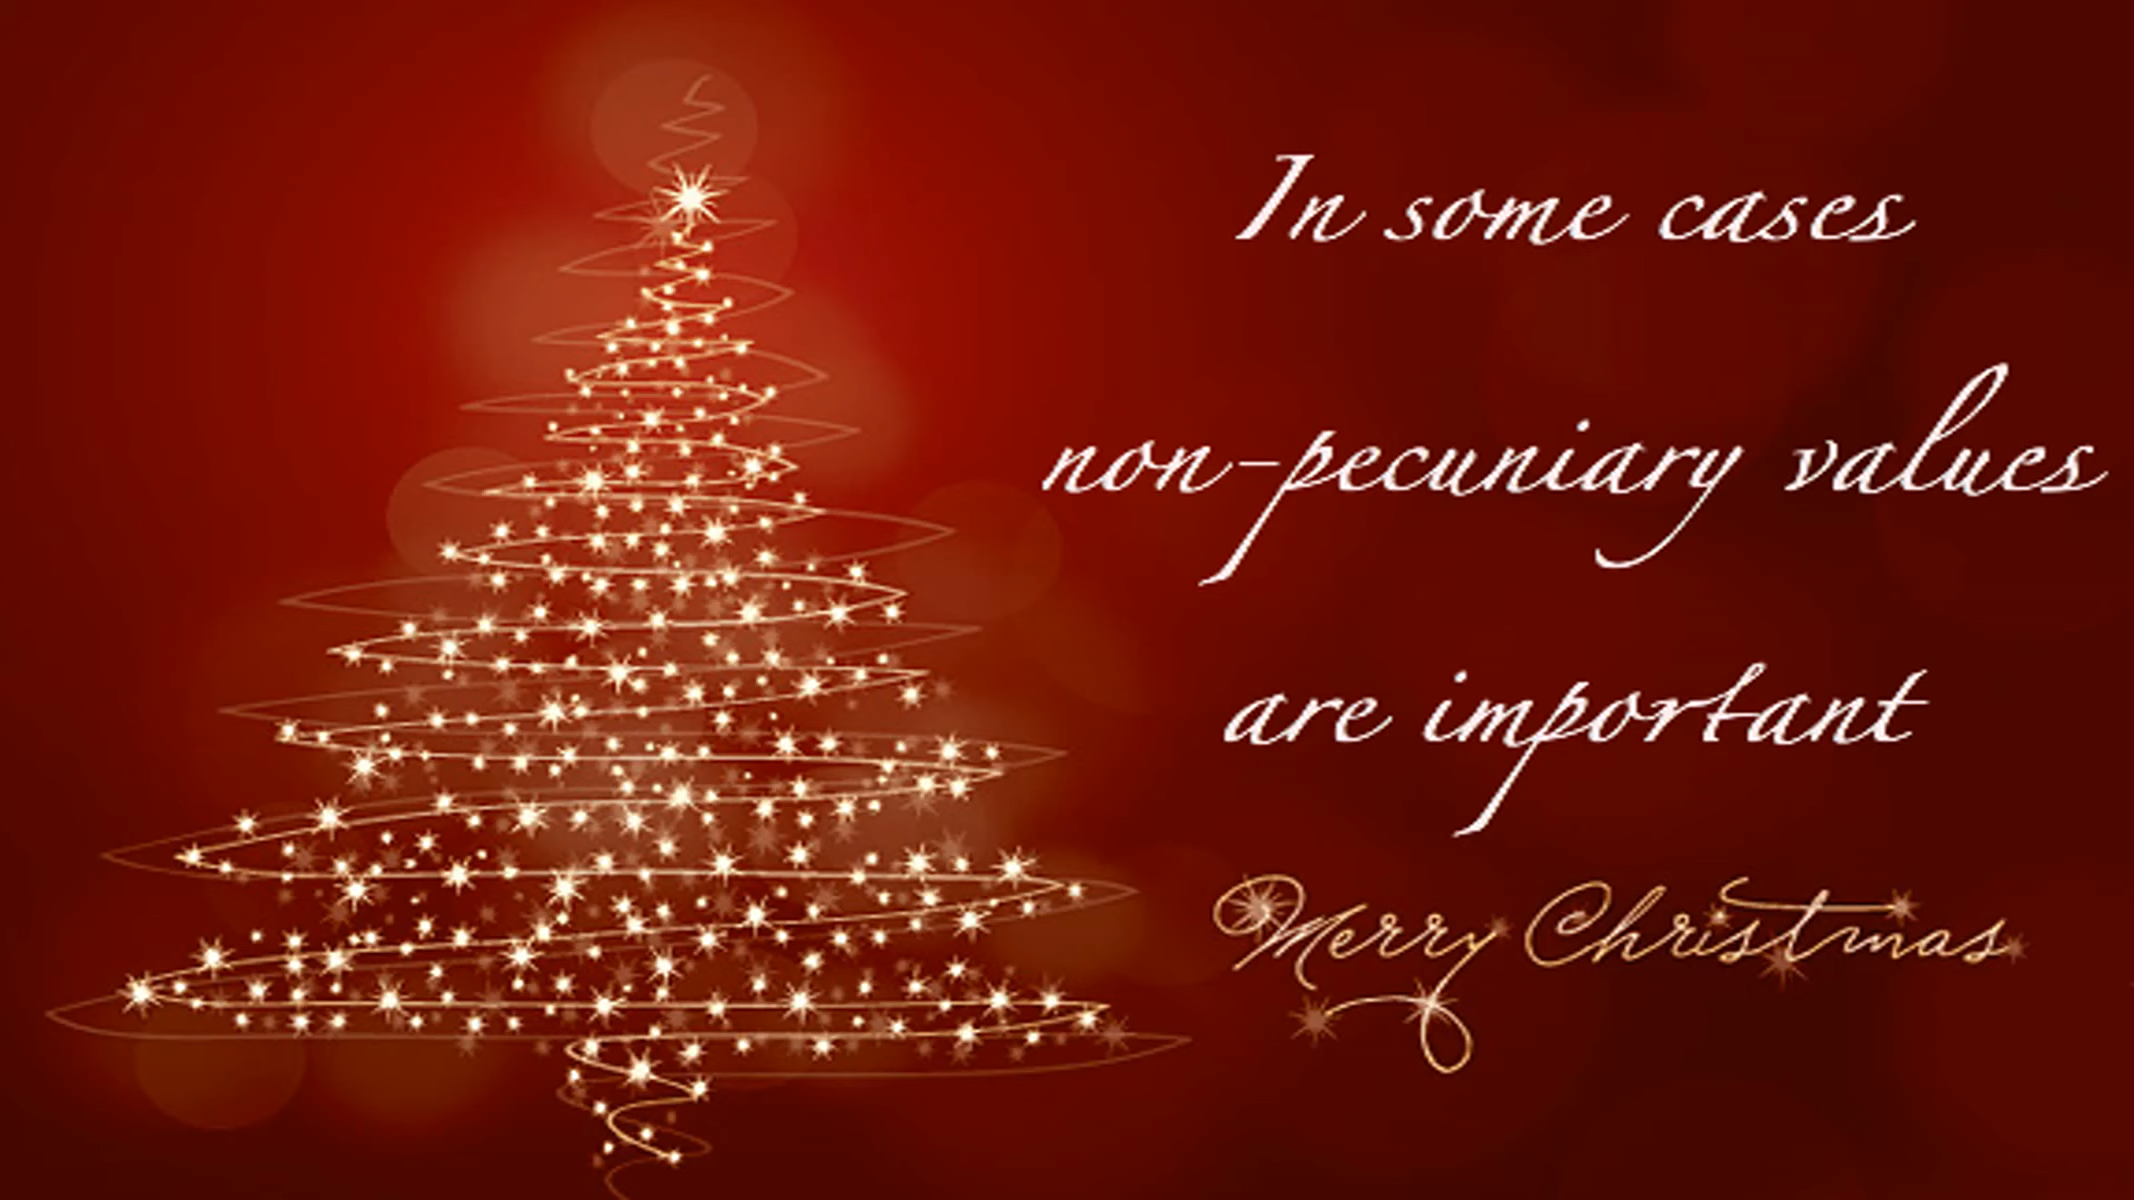 In some cases
non-pecuniary values
are important
Merry Christmas